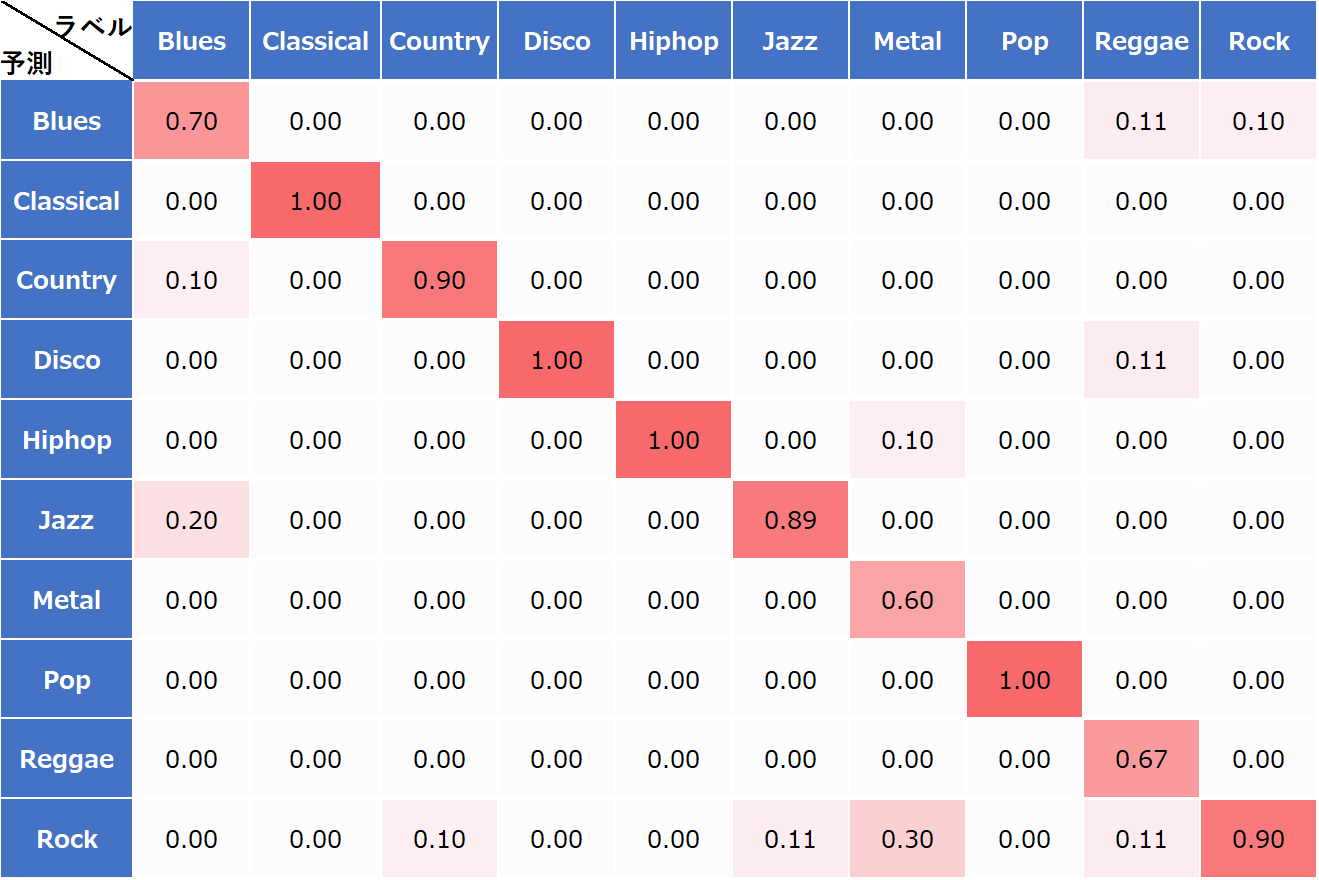 ラベル
予測
Blues Classical Country Disco Hiphop Jazz Metal Pop Reggae Rock
Blues 0.70 0.00 0.00 0.00 0.00 0.00 0.00 0.00 0.11 0.10
Classical 0.00 1.00 0.00 0.00 0.00 0.00 0.00 0.00 0.00 0.00
Country 0.10 0.00 0.90 0.00 0.00 0.00 0.00 0.00 0.00 0.00
Disco 0.00 0.00 0.00 1.00 0.00 0.00 0.00 0.00 0.11 0.00
Hiphop 0.00 0.00 0.00 0.00 1.00 0.00 0.10 0.00 0.00 0.00
Jazz 0.20 0.00 0.00 0.00 0.00 0.89 0.00 0.00 0.00 0.00
Metal 0.00 0.00 0.00 0.00 0.00 0.00 0.60 0.00 0.00 0.00
Pop 0.00 0.00 0.00 0.00 0.00 0.00 0.00 1.00 0.00 0.00
Reggae 0.00 0.00 0.00 0.00 0.00 0.00 0.00 0.00 0.67 0.00
Rock 0.00 0.00 0.10 0.00 0.00 0.11 0.30 0.00 0.11 0.90